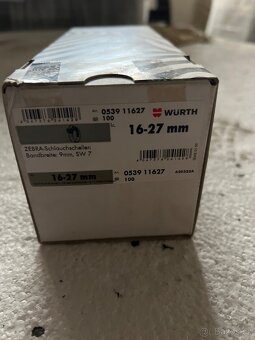 Art. 0539 11627
100
WÜRTH
16-27 mm
ZEBRA-Schlauchschellen
Bandbreite: 9mm, SW 7
16-27 mm
0539 11627
100